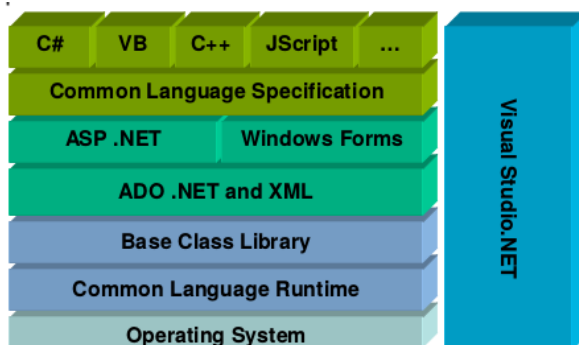 C# VB C++ JScript ...
Common Language Specification
ASP .NET Windows Forms
ADO .NET and XML
Base Class Library
Common Language Runtime
Operating System
Visual Studio.NET